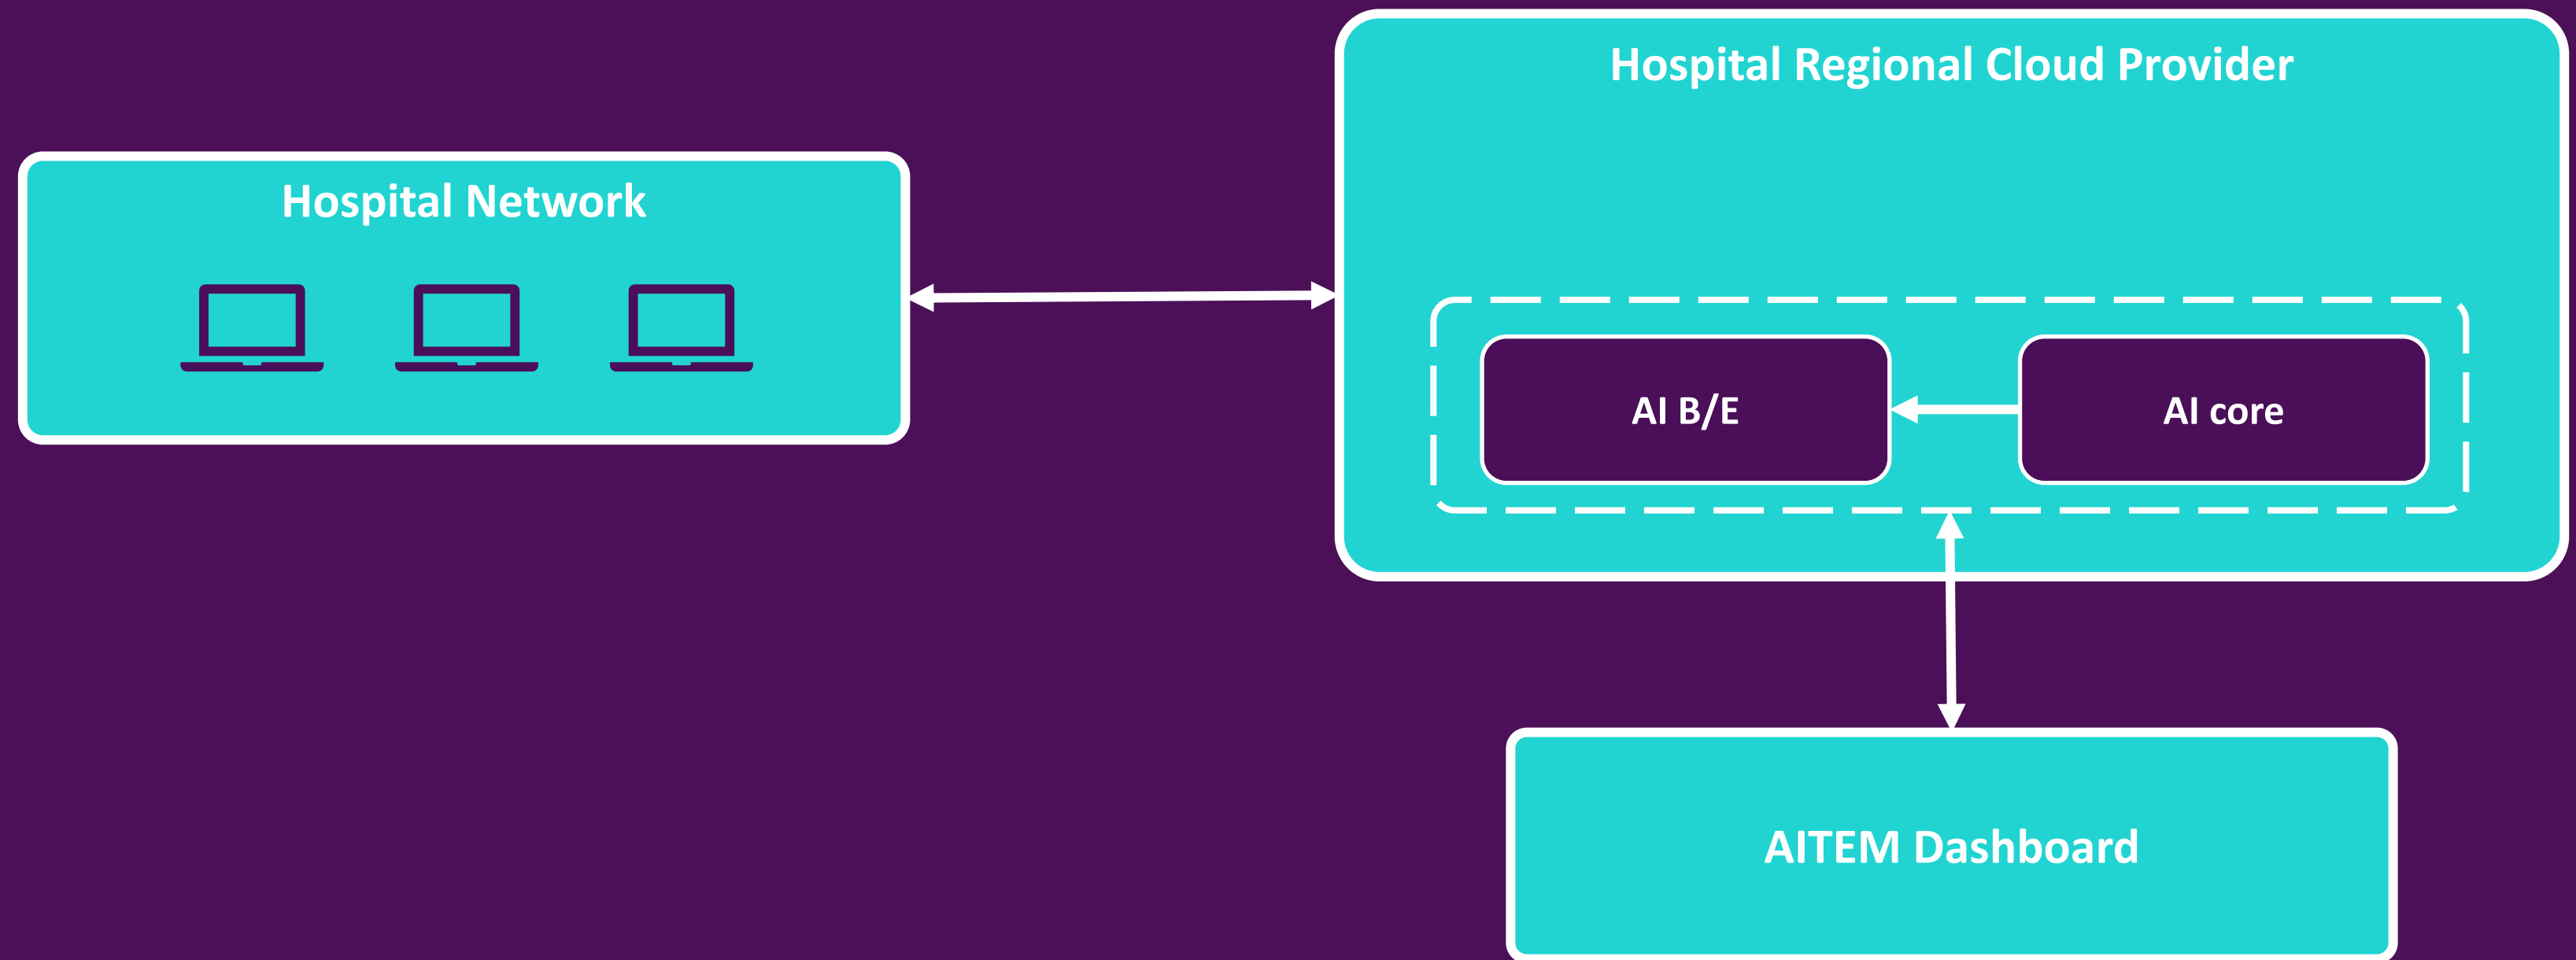 Hospital Regional Cloud Provider
Hospital Network
AI B/E
AI core
AITEM Dashboard